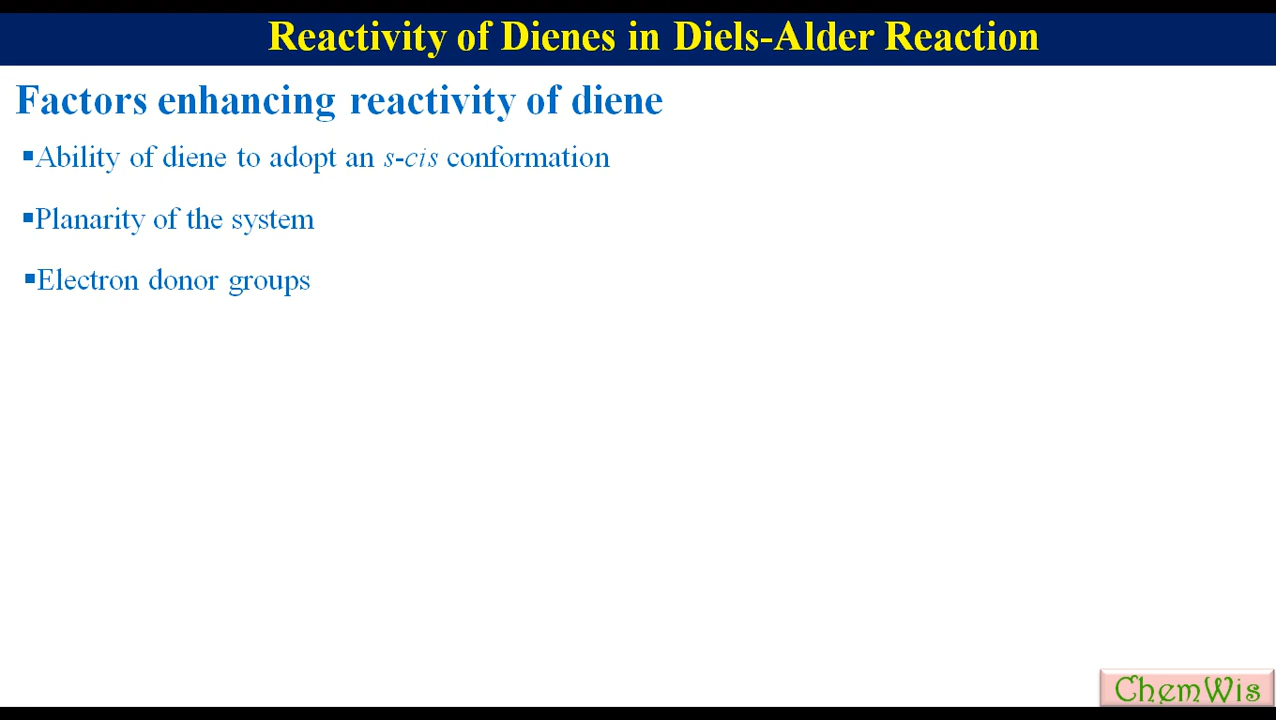 Reactivity of Dienes in Diels-Alder Reaction
Factors enhancing reactivity of diene
▪Ability of diene to adopt an s-cis conformation
▪Planarity of the system
▪Electron donor groups
ChemWis